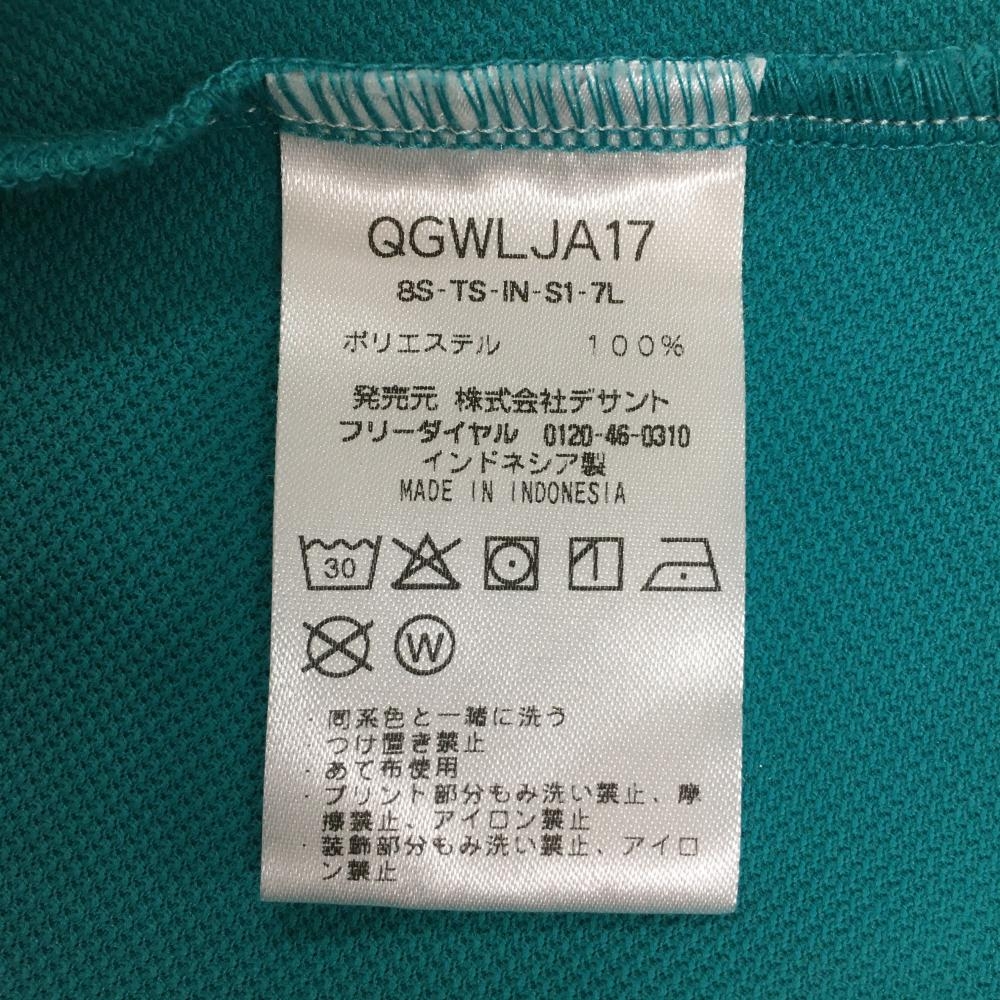 QGWLJA17
8S-TS-IN-S1-7L
ポリエステル 100%
発売元 株式会社デサント
フリーダイヤル 0120-46-0310
インドネシア製
MADE IN INDONESIA
30
W
・同系色と一緒に洗う
・つけ置き禁止
・あて布使用
・プリント部分もみ洗い禁止、摩
擦禁止、アイロン禁止
・装飾部分もみ洗い禁止、アイロ
ン禁止